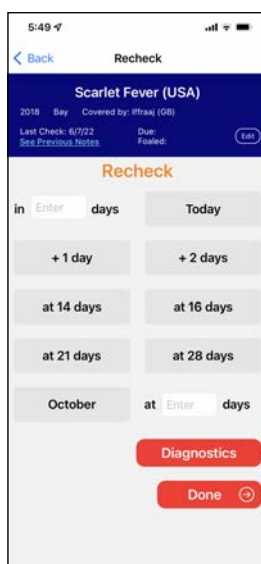 5:49
Back Recheck
Scarlet Fever (USA)
2018 Bay Covered by: Iffraaj (GB)
Last Check: 6/7/22 Due:
See Previous Notes Foaled: Edit
Recheck
in Enter days Today
+ 1 day + 2 days
at 14 days at 16 days
at 21 days at 28 days
October at Enter days
Diagnostics
Done